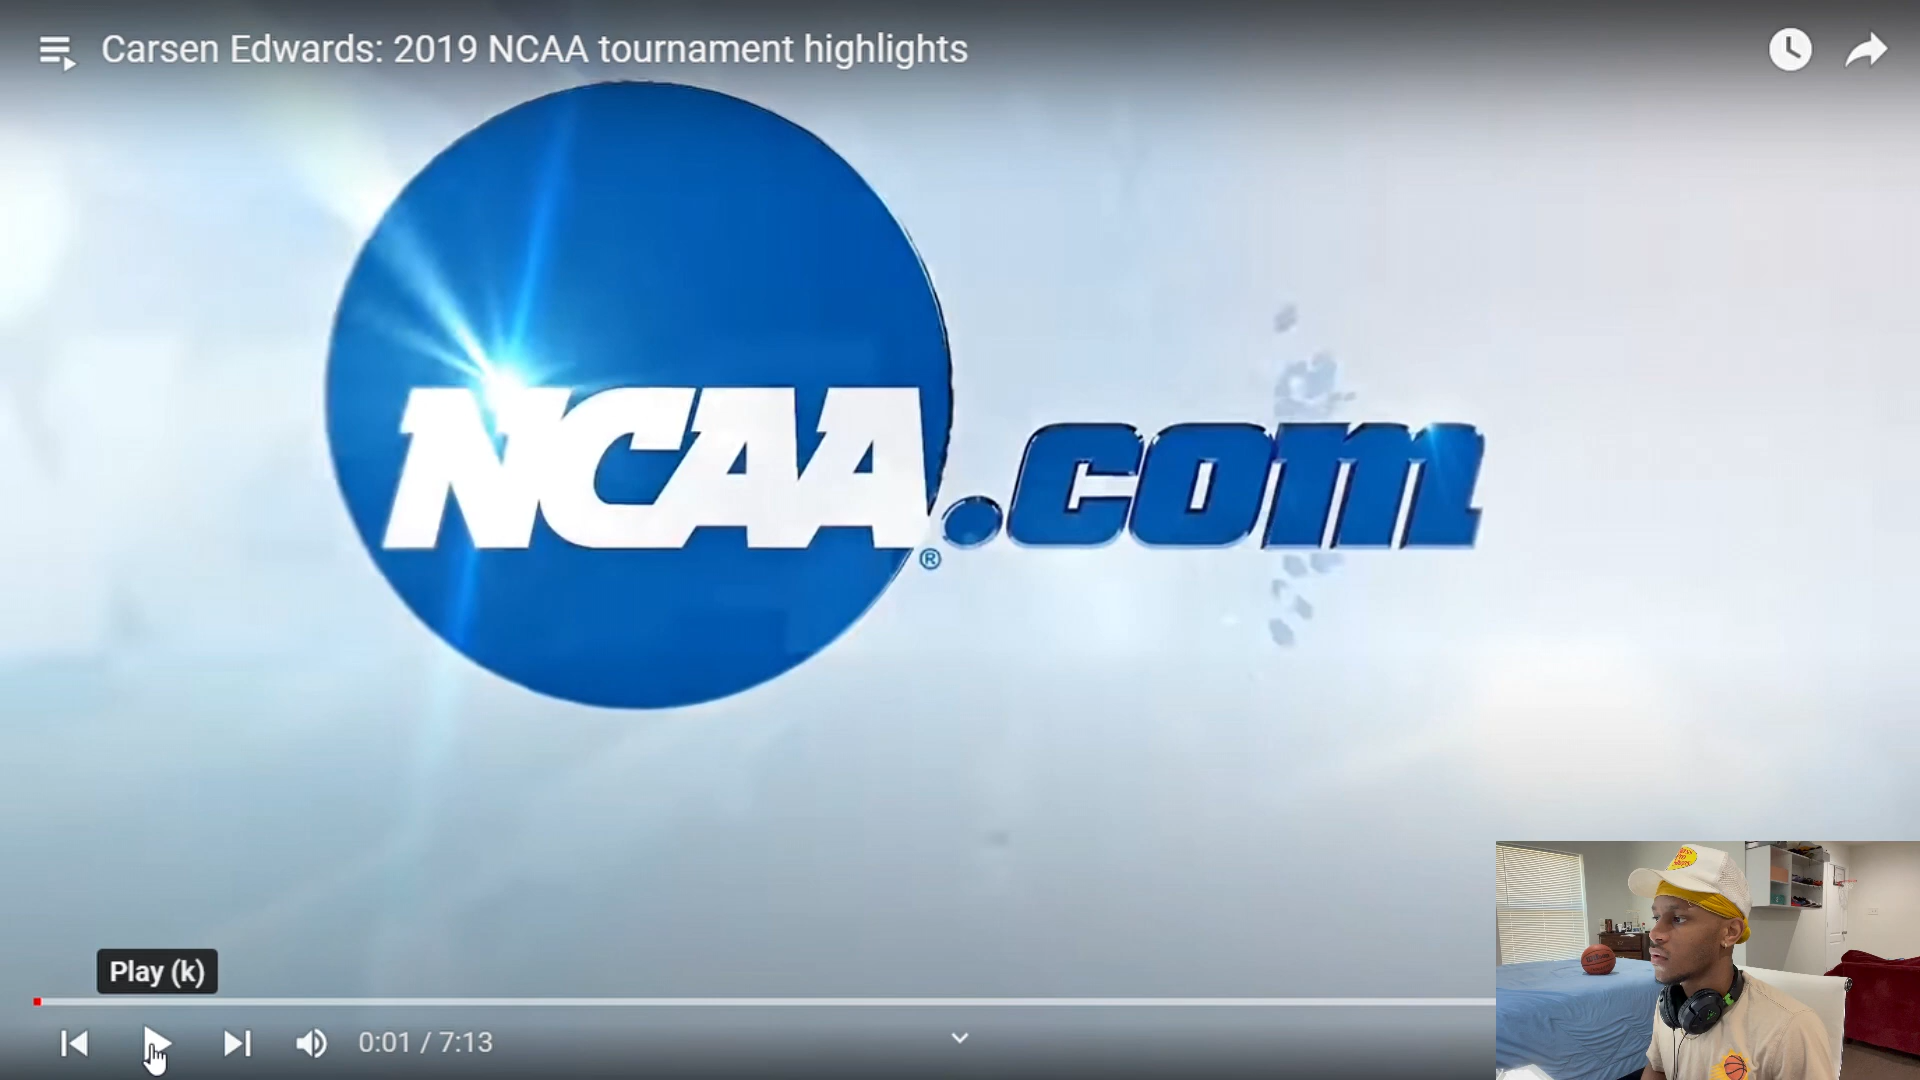 Carsen Edwards: 2019 NCAA tournament highlights
NCAA.com
®
Play (k)
0:01 / 7:13